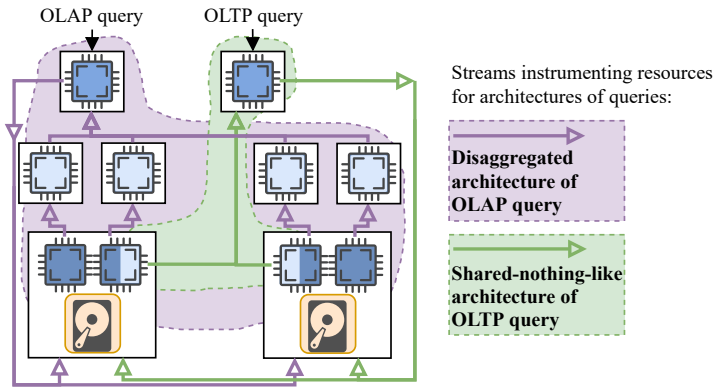 OLAP query
OLTP query
Streams instrumenting resources
for architectures of queries:
Disaggregated
architecture of
OLAP query
Shared-nothing-like
architecture of
OLTP query